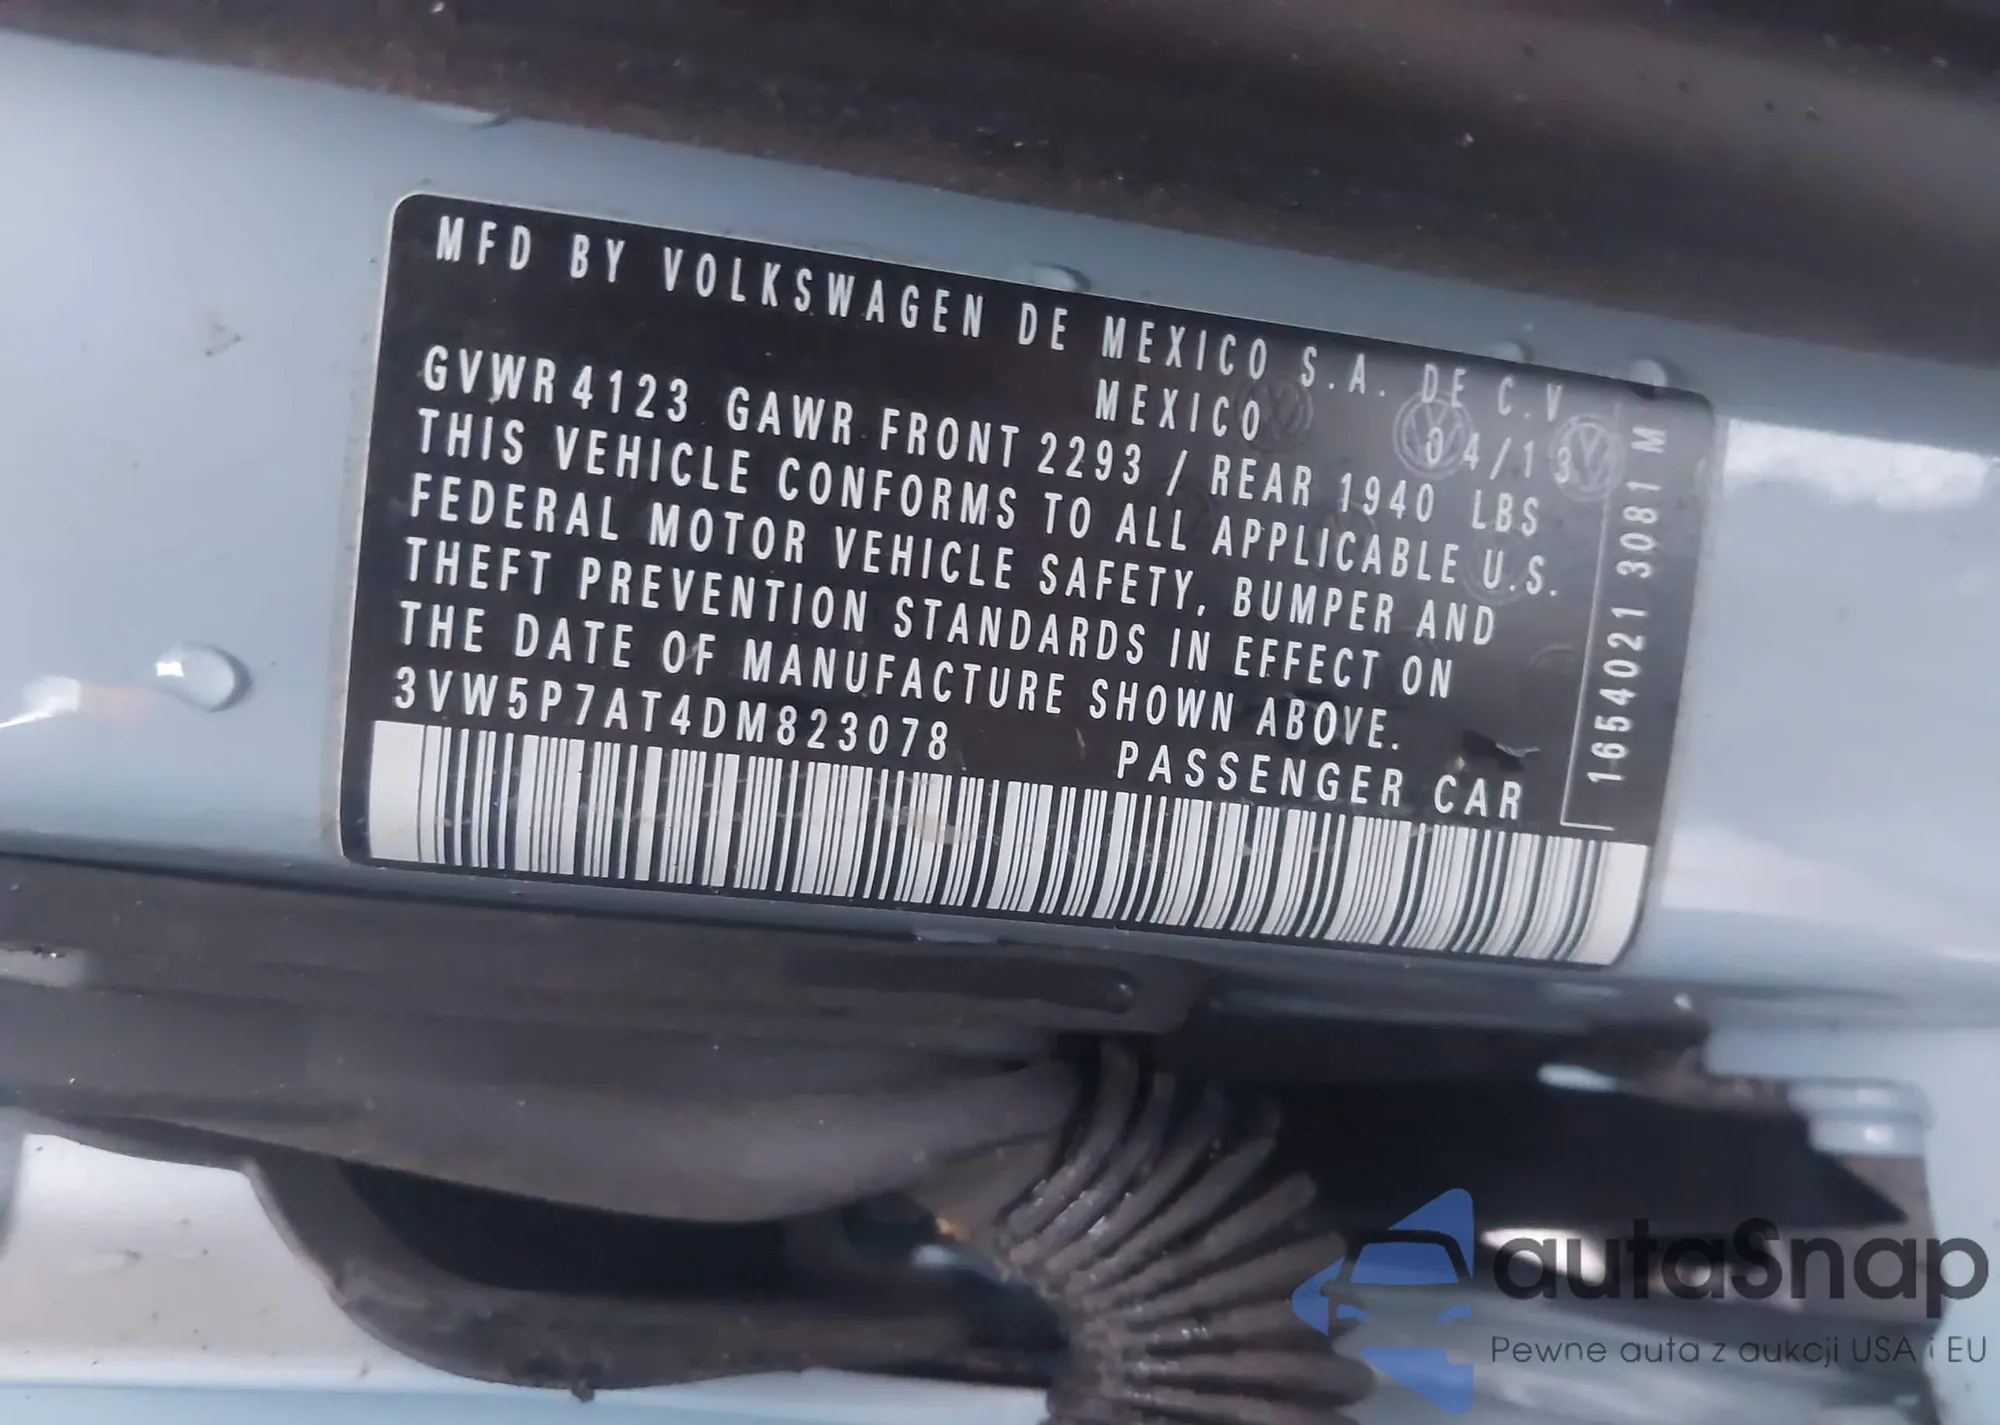 MFD BY VOLKSWAGEN DE MEXICO S.A. DE C.V
MEXICO 04/13
GVWR 4123 GAWR FRONT 2293 / REAR 1940 LBS
THIS VEHICLE CONFORMS TO ALL APPLICABLE U.S.
FEDERAL MOTOR VEHICLE SAFETY, BUMPER AND
THEFT PREVENTION STANDARDS IN EFFECT ON
THE DATE OF MANUFACTURE SHOWN ABOVE.
3VW5P7AT4DM823078 PASSENGER CAR
1654021 3081 M
autaSnap
Pewne auta z aukcji USA i EU